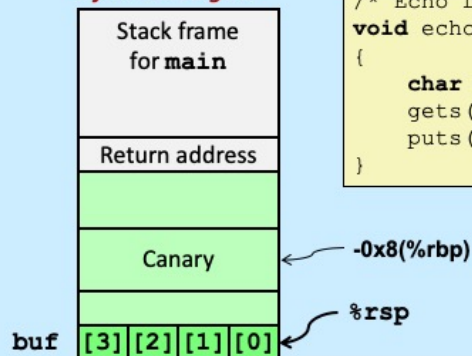 Stack frame
for main
Return address
Canary
-0x8(%rbp)
%rsp
buf [3] [2] [1] [0]
void echo
{
char
gets(
puts(
}